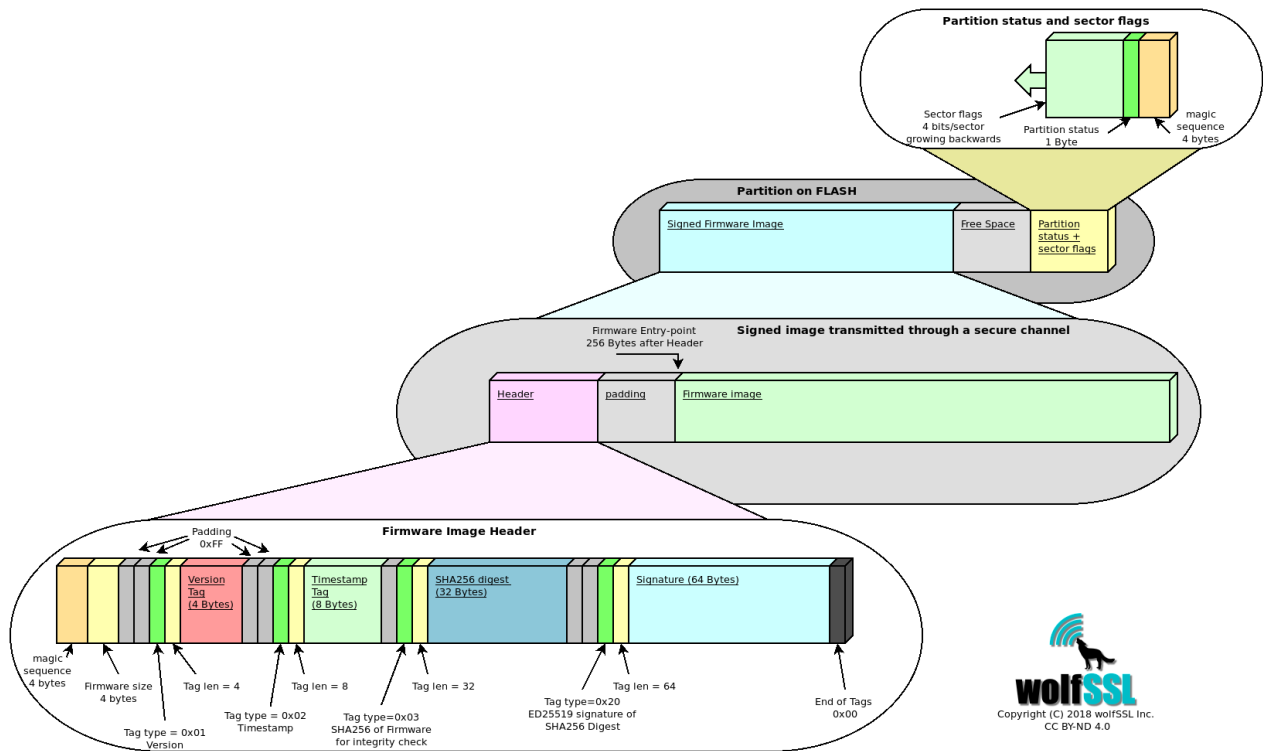 Partition status and sector flags
Sector flags
4 bits/sector
growing backwards
Partition status
1 Byte
magic
sequence
4 bytes
Partition on FLASH
Signed Firmware Image
Free Space
Partition
status +
sector flags
Firmware Entry-point
256 Bytes after Header
Signed image transmitted through a secure channel
Header
padding
Firmware image
Firmware Image Header
Padding
0xFF
Version
Tag
(4 Bytes)
Timestamp
Tag
(8 Bytes)
SHA256 digest
(32 Bytes)
Signature (64 Bytes)
magic
sequence
4 bytes
Firmware size
4 bytes
Tag type = 0x01
Version
Tag len = 4
Tag type = 0x02
Timestamp
Tag len = 8
Tag type=0x03
SHA256 of Firmware
for integrity check
Tag len = 32
Tag type=0x20
ED25519 signature of
SHA256 Digest
Tag len = 64
End of Tags
0x00
wolfSSL
Copyright (C) 2018 wolfSSL Inc.
CC BY-ND 4.0